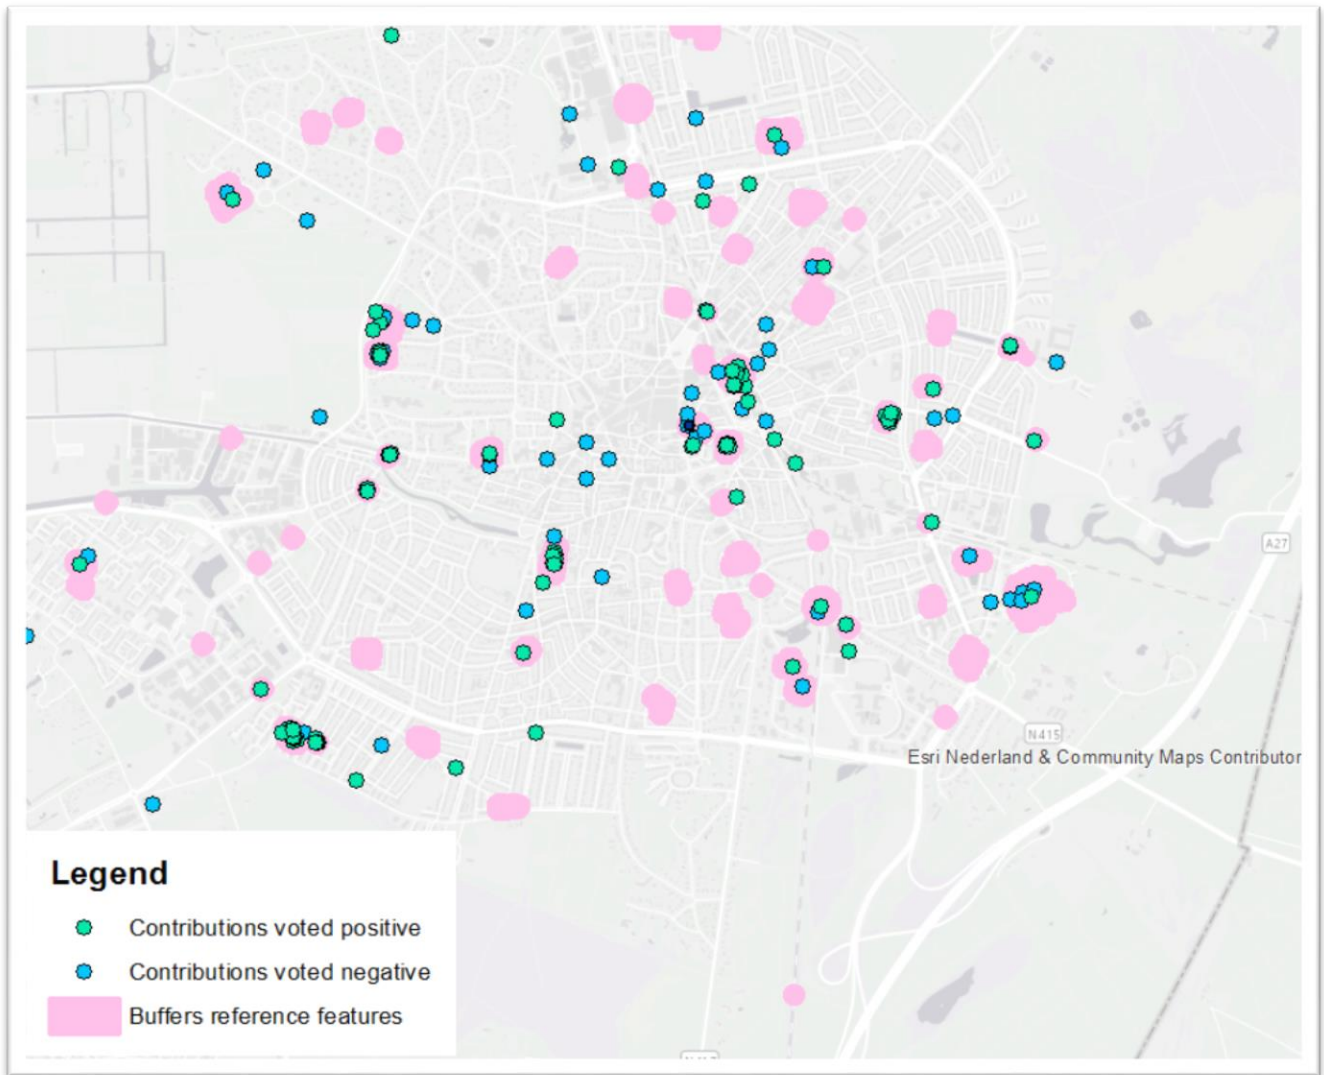 A27
N415
Esri Nederland & Community Maps Contributor
Legend
Contributions voted positive
Contributions voted negative
Buffers reference features